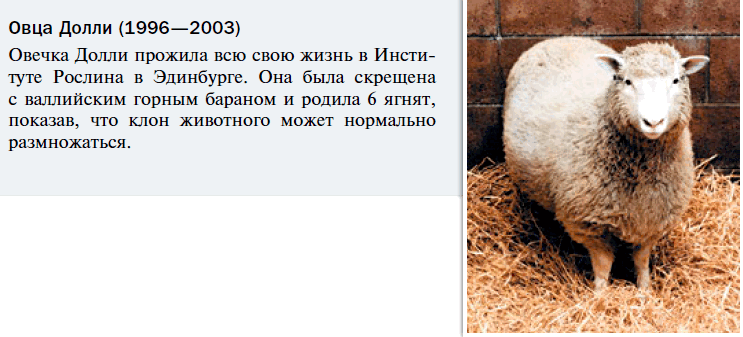 Овца Долли (1996—2003)
Овечка Долли прожила всю свою жизнь в Инсти-
туте Рослина в Эдинбурге. Она была скрещена
с валлийским горным бараном и родила 6 ягнят,
показав, что клон животного может нормально
размножаться.